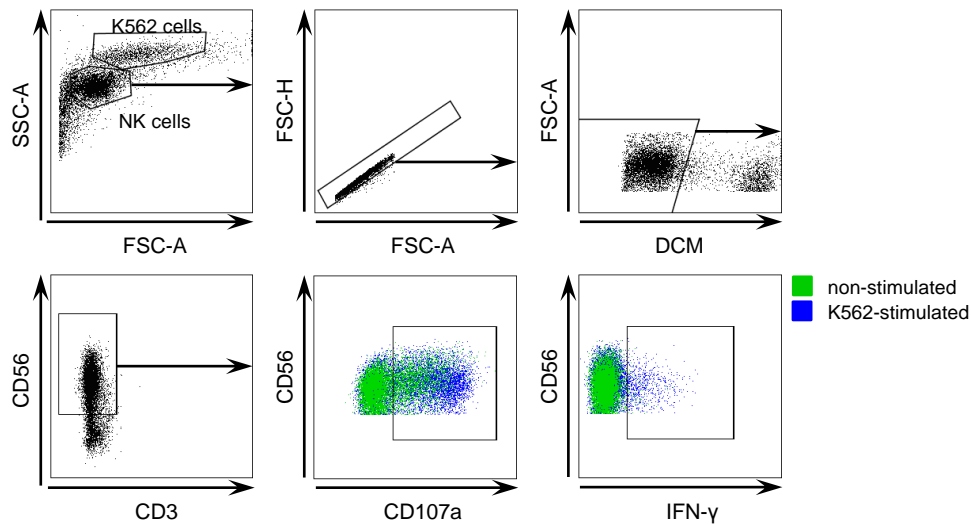 K562 cells
SSC-A
NK cells
FSC-A
FSC-H
FSC-A
FSC-A
DCM
CD56
CD3
CD56
CD107a
CD56
IFN-γ
non-stimulated
K562-stimulated